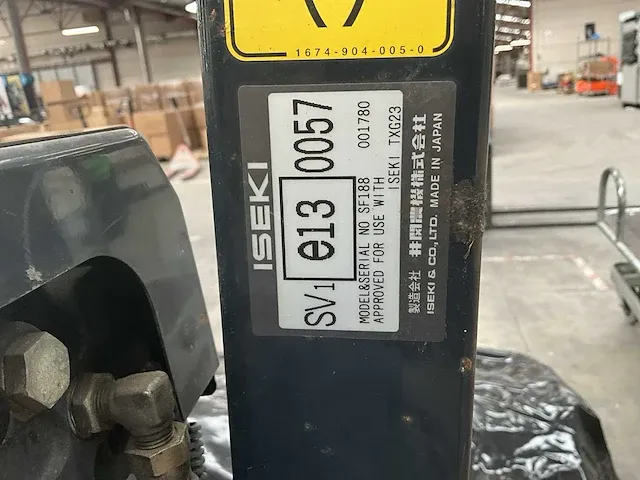 1674-904-005-0
ISEKI
SV1 e13 0057
MODEL&SERIAL NO SF188 001780
APPROVED FOR USE WITH
ISEKI TXG23
製造会社 井関農機株式会社
ISEKI & CO.,LTD. MADE IN JAPAN